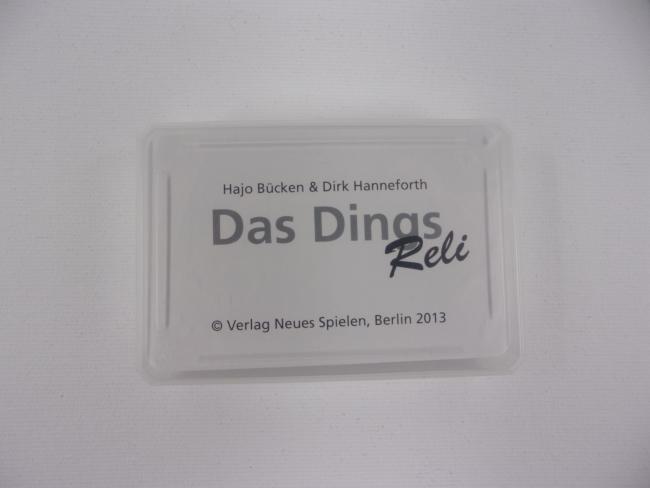 Hajo Bücken & Dirk Hanneforth
Das Dings
Reli
© Verlag Neues Spielen, Berlin 2013